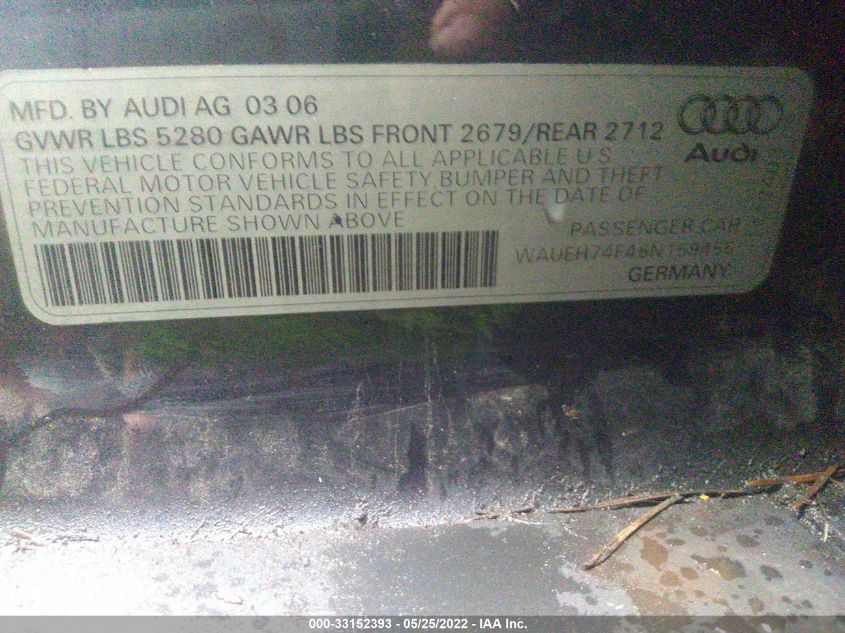 MFD. BY AUDI AG 03 06
GVWR LBS 5280 GAWR LBS FRONT 2679/REAR 2712
THIS VEHICLE CONFORMS TO ALL APPLICABLE U S
FEDERAL MOTOR VEHICLE SAFETY, BUMPER AND THEFT
PREVENTION STANDARDS IN EFFECT ON THE DATE OF
MANUFACTURE SHOWN ABOVE
Audi
PASSENGER CAR
GERMANY
000-33152393 - 05/25/2022 - IAA Inc.